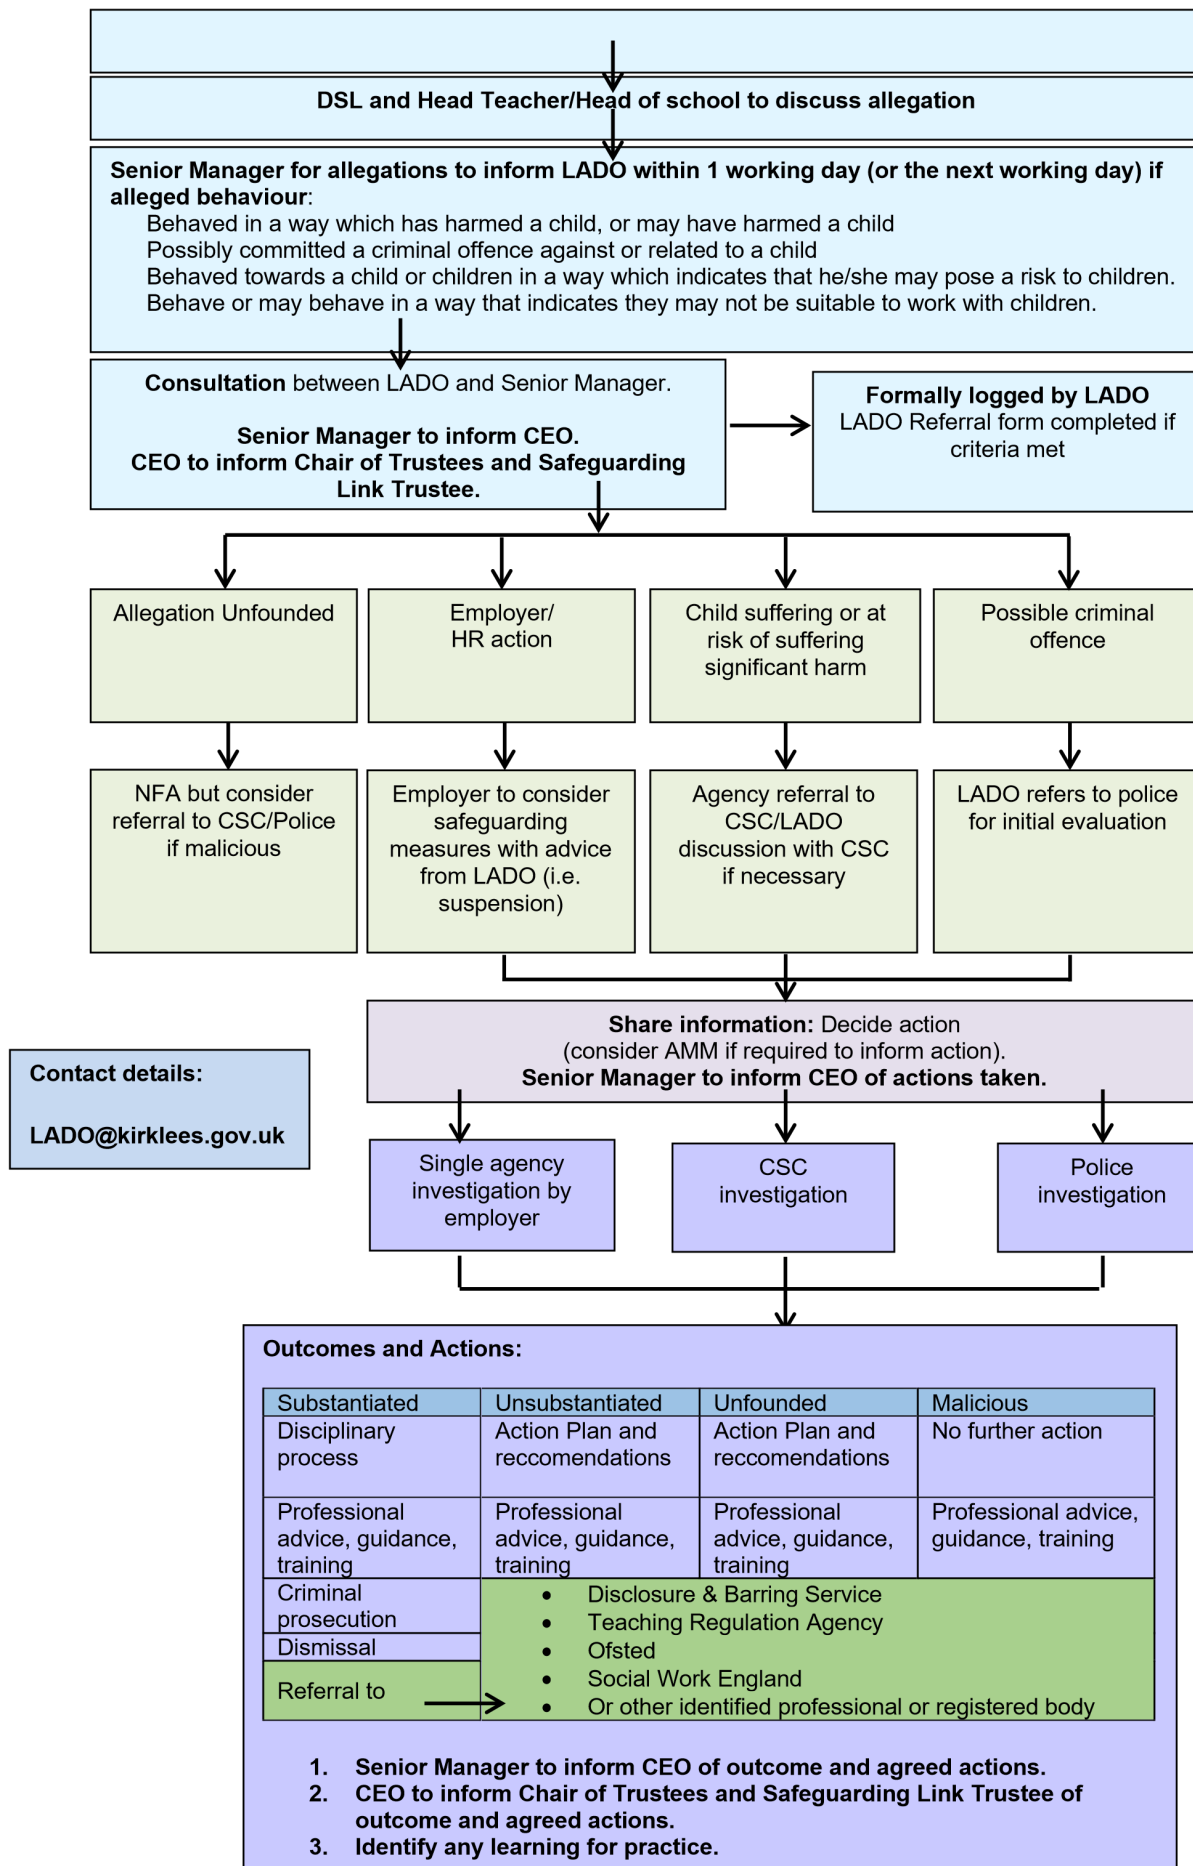 DSL and Head Teacher/Head of school to discuss allegation
Senior Manager for allegations to inform LADO within 1 working day (or the next working day) if
alleged behaviour:
Behaved in a way which has harmed a child, or may have harmed a child
Possibly committed a criminal offence against or related to a child
Behaved towards a child or children in a way which indicates that he/she may pose a risk to children.
Behave or may behave in a way that indicates they may not be suitable to work with children.
Consultation between LADO and Senior Manager.
Senior Manager to inform CEO.
CEO to inform Chair of Trustees and Safeguarding
Link Trustee.
Formally logged by LADO
LADO Referral form completed if
criteria met
Allegation Unfounded
Employer/
HR action
Child suffering or at
risk of suffering
significant harm
Possible criminal
offence
NFA but consider
referral to CSC/Police
if malicious
Employer to consider
safeguarding
measures with advice
from LADO (i.e.
suspension)
Agency referral to
CSC/LADO
discussion with CSC
if necessary
LADO refers to police
for initial evaluation
Share information: Decide action
(consider AMM if required to inform action).
Senior Manager to inform CEO of actions taken.
Contact details:
LADO@kirklees.gov.uk
Single agency
investigation by
employer
CSC
investigation
Police
investigation
Outcomes and Actions:
Substantiated Unsubstantiated Unfounded Malicious
Disciplinary
process
Action Plan and
reccomendations
Action Plan and
reccomendations
No further action
Professional
advice, guidance,
training
Professional
advice, guidance,
training
Professional
advice, guidance,
training
Professional advice,
guidance, training
Criminal
prosecution
Dismissal
Referral to
• Disclosure & Barring Service
• Teaching Regulation Agency
• Ofsted
• Social Work England
• Or other identified professional or registered body
1. Senior Manager to inform CEO of outcome and agreed actions.
2. CEO to inform Chair of Trustees and Safeguarding Link Trustee of
outcome and agreed actions.
3. Identify any learning for practice.